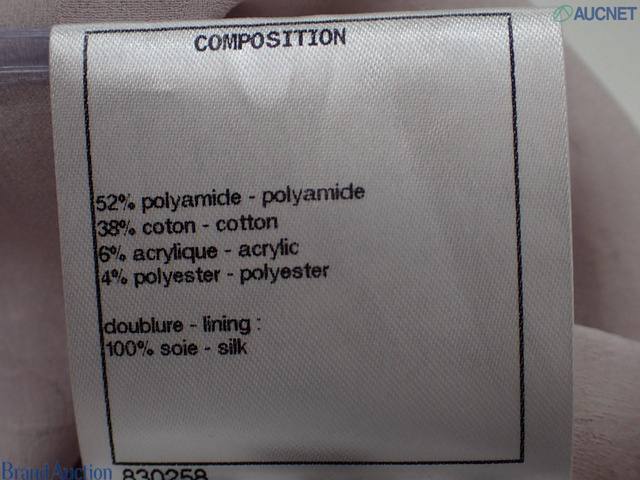 AUCNET
COMPOSITION
52% polyamide - polyamide
38% coton - cotton
6% acrylique - acrylic
4% polyester - polyester
doublure - lining :
100% soie - silk
Brand Auction
830258